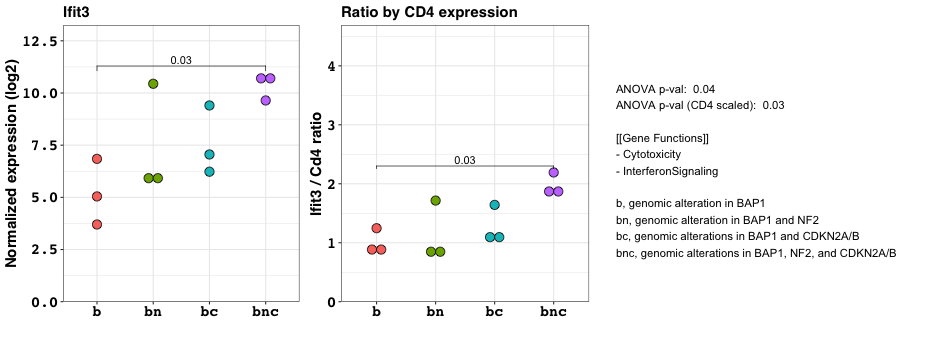 Ifit3
Normalized expression (log2)
12.5
10.0
7.5
5.0
2.5
0.0
0.03
b
bn
bc
bnc
Ratio by CD4 expression
Ifit3 / Cd4 ratio
4
3
2
1
0
0.03
b
bn
bc
bnc
ANOVA p-val: 0.04
ANOVA p-val (CD4 scaled): 0.03
[[Gene Functions]]
- Cytotoxicity
- InterferonSignaling
b, genomic alteration in BAP1
bn, genomic alteration in BAP1 and NF2
bc, genomic alterations in BAP1 and CDKN2A/B
bnc, genomic alterations in BAP1, NF2, and CDKN2A/B